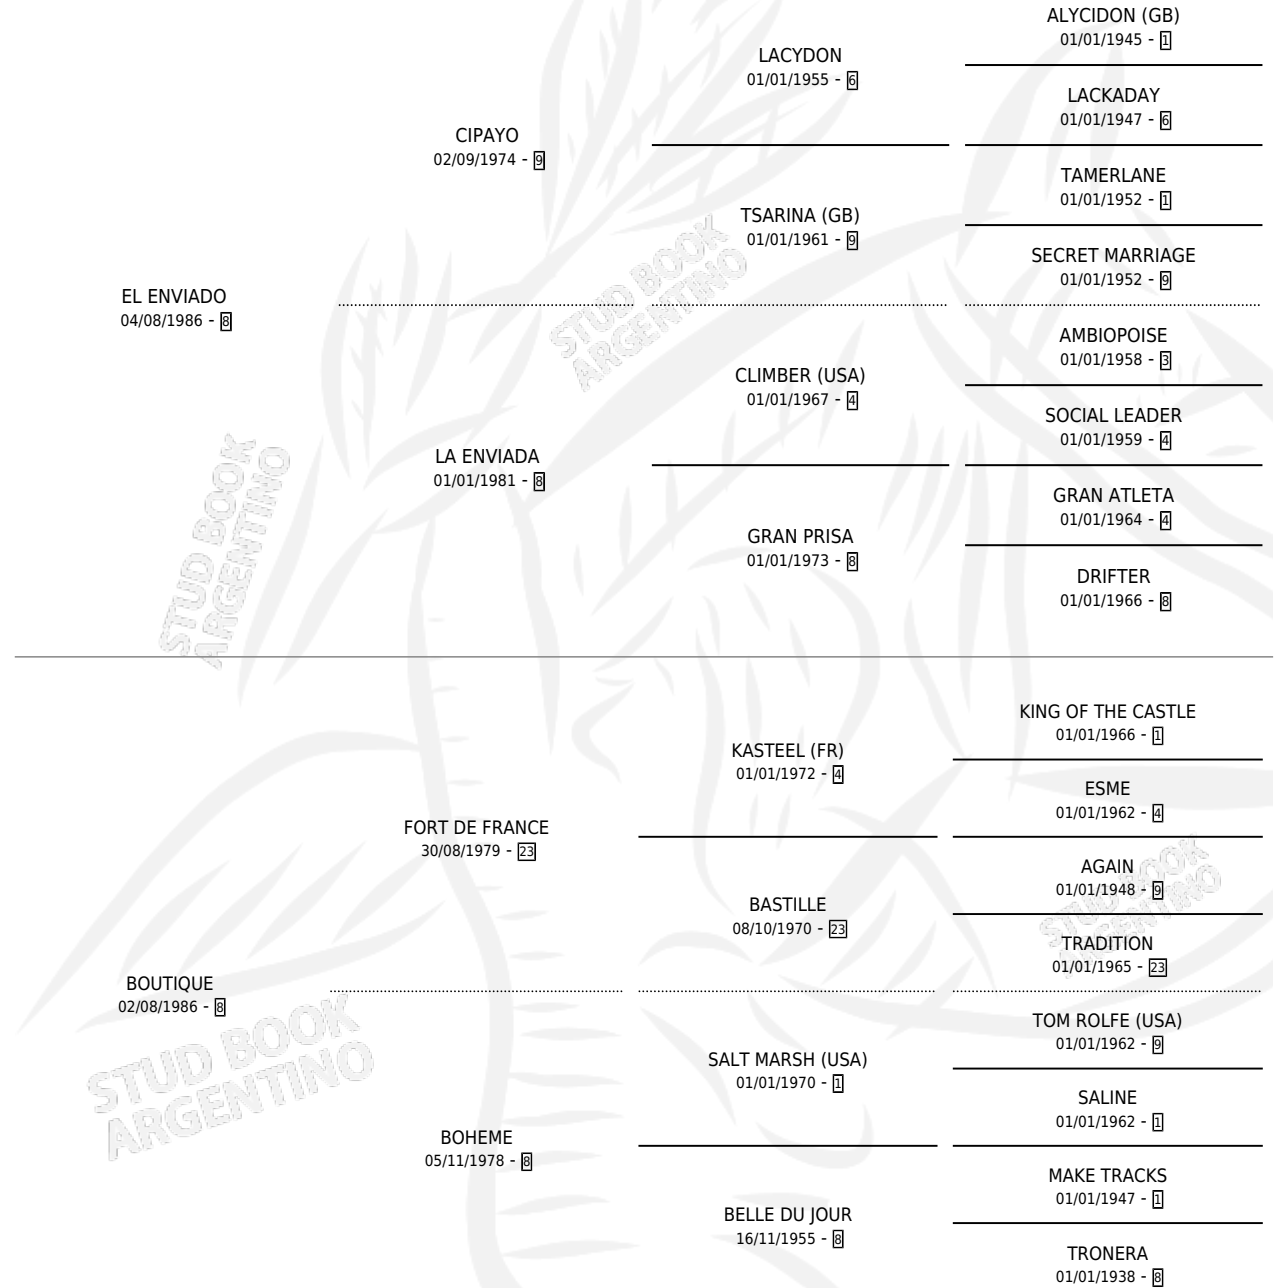 ALYCIDON (GB)
01/01/1945 - 1
LACYDON
01/01/1955 - 6
LACKADAY
01/01/1947 - 6
CIPAYO
02/09/1974 - 9
TAMERLANE
01/01/1952 - 1
TSARINA (GB)
01/01/1961 - 9
SECRET MARRIAGE
01/01/1952 - 9
EL ENVIADO
04/08/1986 - 8
STUD BOOK
ARGENTINO
AMBIOPOISE
01/01/1958 - 3
CLIMBER (USA)
01/01/1967 - 4
SOCIAL LEADER
01/01/1959 - 4
LA ENVIADA
01/01/1981 - 8
GRAN ATLETA
01/01/1964 - 4
GRAN PRISA
01/01/1973 - 8
DRIFTER
01/01/1966 - 8
STUD BOOK
ARGENTINO
KING OF THE CASTLE
01/01/1966 - 1
KASTEEL (FR)
01/01/1972 - 4
ESME
01/01/1962 - 4
FORT DE FRANCE
30/08/1979 - 23
AGAIN
01/01/1948 - 9
BASTILLE
08/10/1970 - 23
TRADITION
01/01/1965 - 23
STUD BOOK
ARGENTINO
BOUTIQUE
02/08/1986 - 8
TOM ROLFE (USA)
01/01/1962 - 9
SALT MARSH (USA)
01/01/1970 - 1
SALINE
01/01/1962 - 1
STUD BOOK
ARGENTINO
BOHEME
05/11/1978 - 8
MAKE TRACKS
01/01/1947 - 1
BELLE DU JOUR
16/11/1955 - 8
TRONERA
01/01/1938 - 8